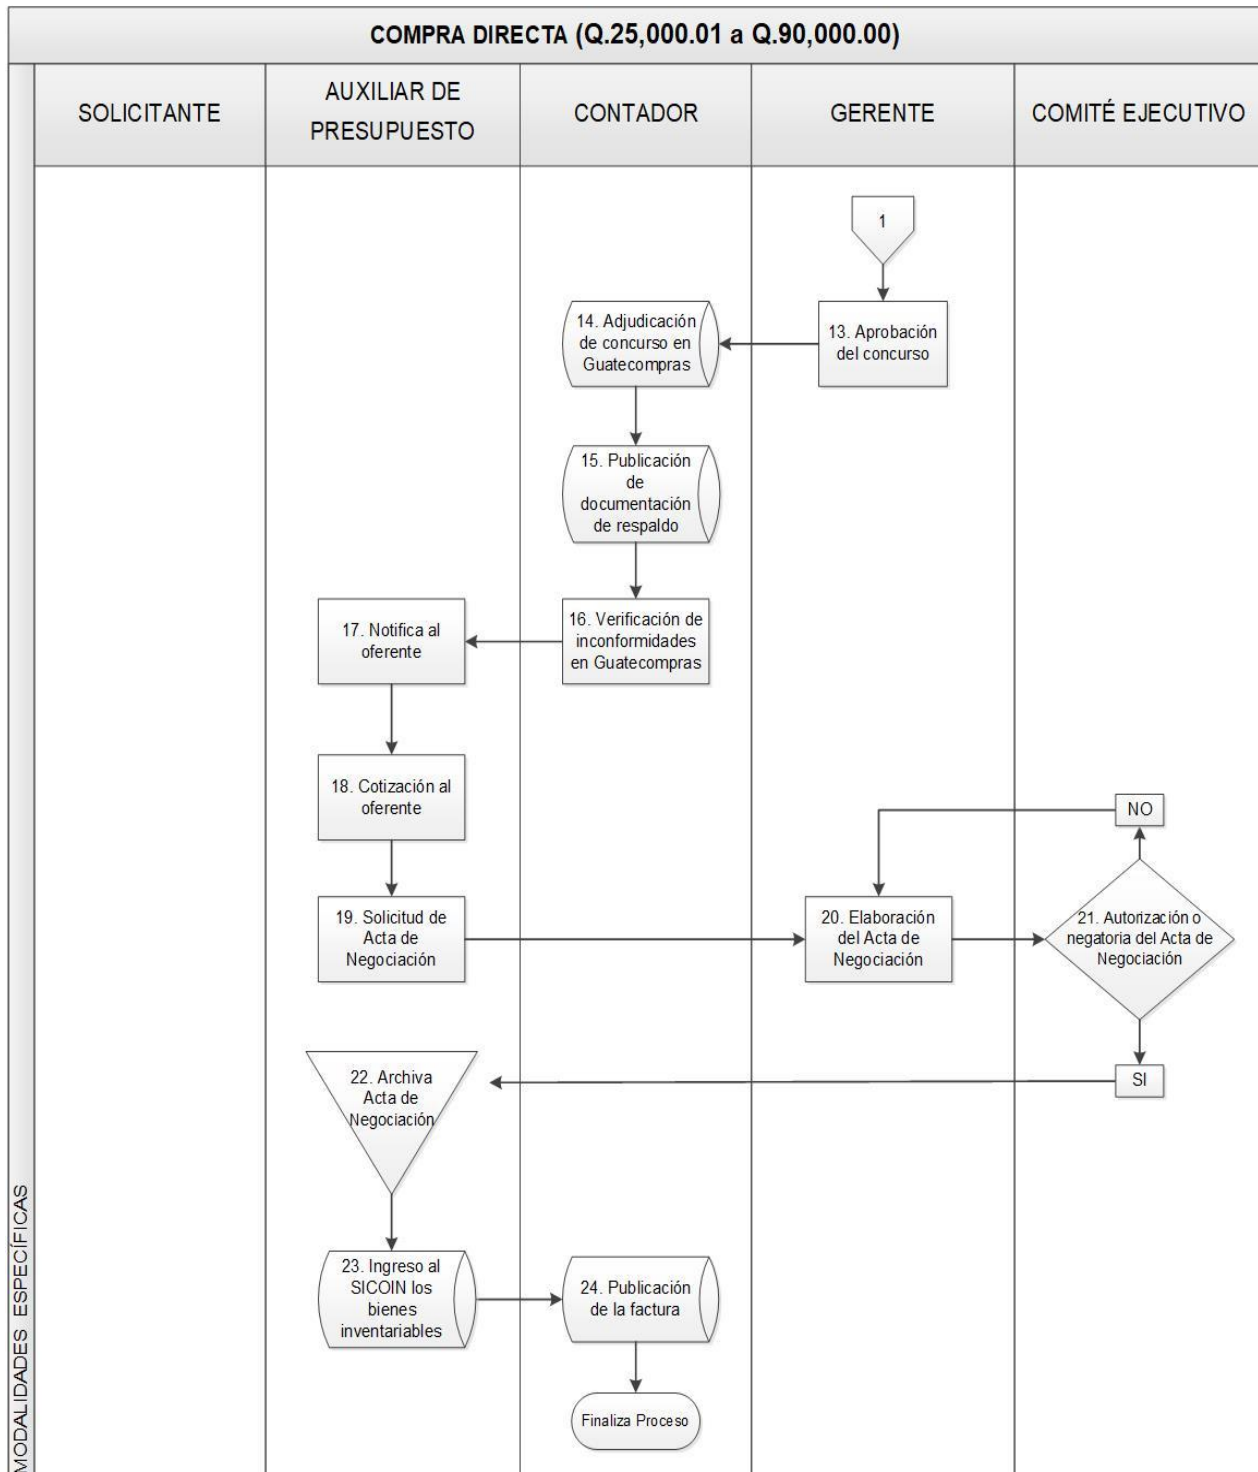 COMPRA DIRECTA (Q.25,000.01 a Q.90,000.00)
SOLICITANTE
AUXILIAR DE
PRESUPUESTO
CONTADOR
GERENTE
COMITÉ EJECUTIVO
1
13. Aprobación
del concurso
14. Adjudicación
de concurso en
Guatecompras
15. Publicación
de
documentación
de respaldo
16. Verificación de
inconformidades
en Guatecompras
17. Notifica al
oferente
18. Cotización al
oferente
19. Solicitud de
Acta de
Negociación
20. Elaboración
del Acta de
Negociación
21. Autorización o
negatoria del Acta de
Negociación
NO
SI
22. Archiva
Acta de
Negociación
23. Ingreso al
SICOIN los
bienes
inventariables
24. Publicación
de la factura
Finaliza Proceso
MODALIDADES ESPECÍFICAS